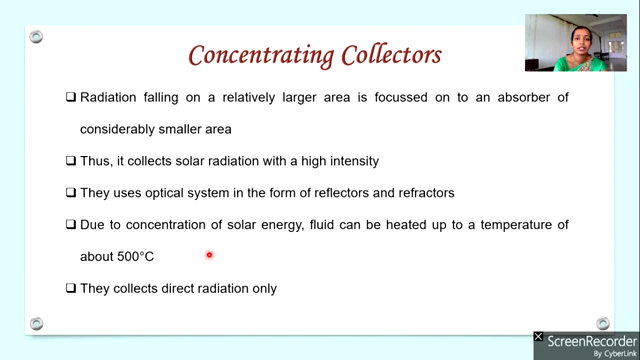 Concentrating Collectors
❑ Radiation falling on a relatively larger area is focussed on to an absorber of
considerably smaller area
❑ Thus, it collects solar radiation with a high intensity
❑ They uses optical system in the form of reflectors and refractors
❑ Due to concentration of solar energy, fluid can be heated up to a temperature of
about 500°C
❑ They collects direct radiation only
ScreenRecorder
By CyberLink